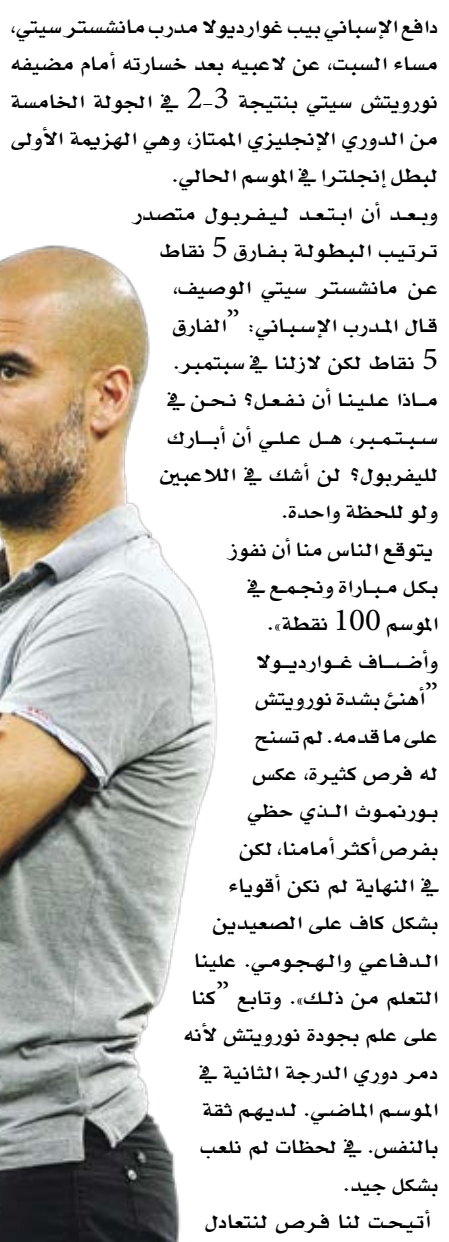 دافع الإسباني بيب غوارديولا مدرب مانشستر سيتي،
مساء السبت، عن لاعبيه بعد خسارته أمام مضيفه
نورويتش سيتي بنتيجة 3-2 في الجولة الخامسة
من الدوري الإنجليزي الممتاز، وهي الهزيمة الأولى
لبطل إنجلترا في الموسم الحالي.
وبعد أن ابتعد ليفربول متصدر
ترتيب البطولة بفارق 5 نقاط
عن مانشستر سيتي الوصيف،
قال المدرب الإسباني: ”الفارق
5 نقاط لكن لازلنا في سبتمبر.
ماذا علينا أن نفعل؟ نحن في
سبتمبر، هل علي أن أبارك
لليفربول؟ لن أشك في اللاعبين
ولو للحظة واحدة.
يتوقع الناس منا أن نفوز
بكل مباراة ونجمع في
الموسم 100 نقطة».
وأضاف غوارديولا
”أهنئ بشدة نورويتش
على ما قدمه. لم تسنح
له فرص كثيرة، عكس
بورنموث الذي حظي
بفرص أكثر أمامنا، لكن
في النهاية لم نكن أقوياء
بشكل كاف على الصعيدين
الدفاعي والهجومي. علينا
التعلم من ذلك». وتابع ”كنا
على علم بجودة نورويتش لأنه
دمر دوري الدرجة الثانية في
الموسم الماضي. لديهم ثقة
بالنفس. في لحظات لم نلعب
بشكل جيد.
أتيحت لنا فرص لنتعادل